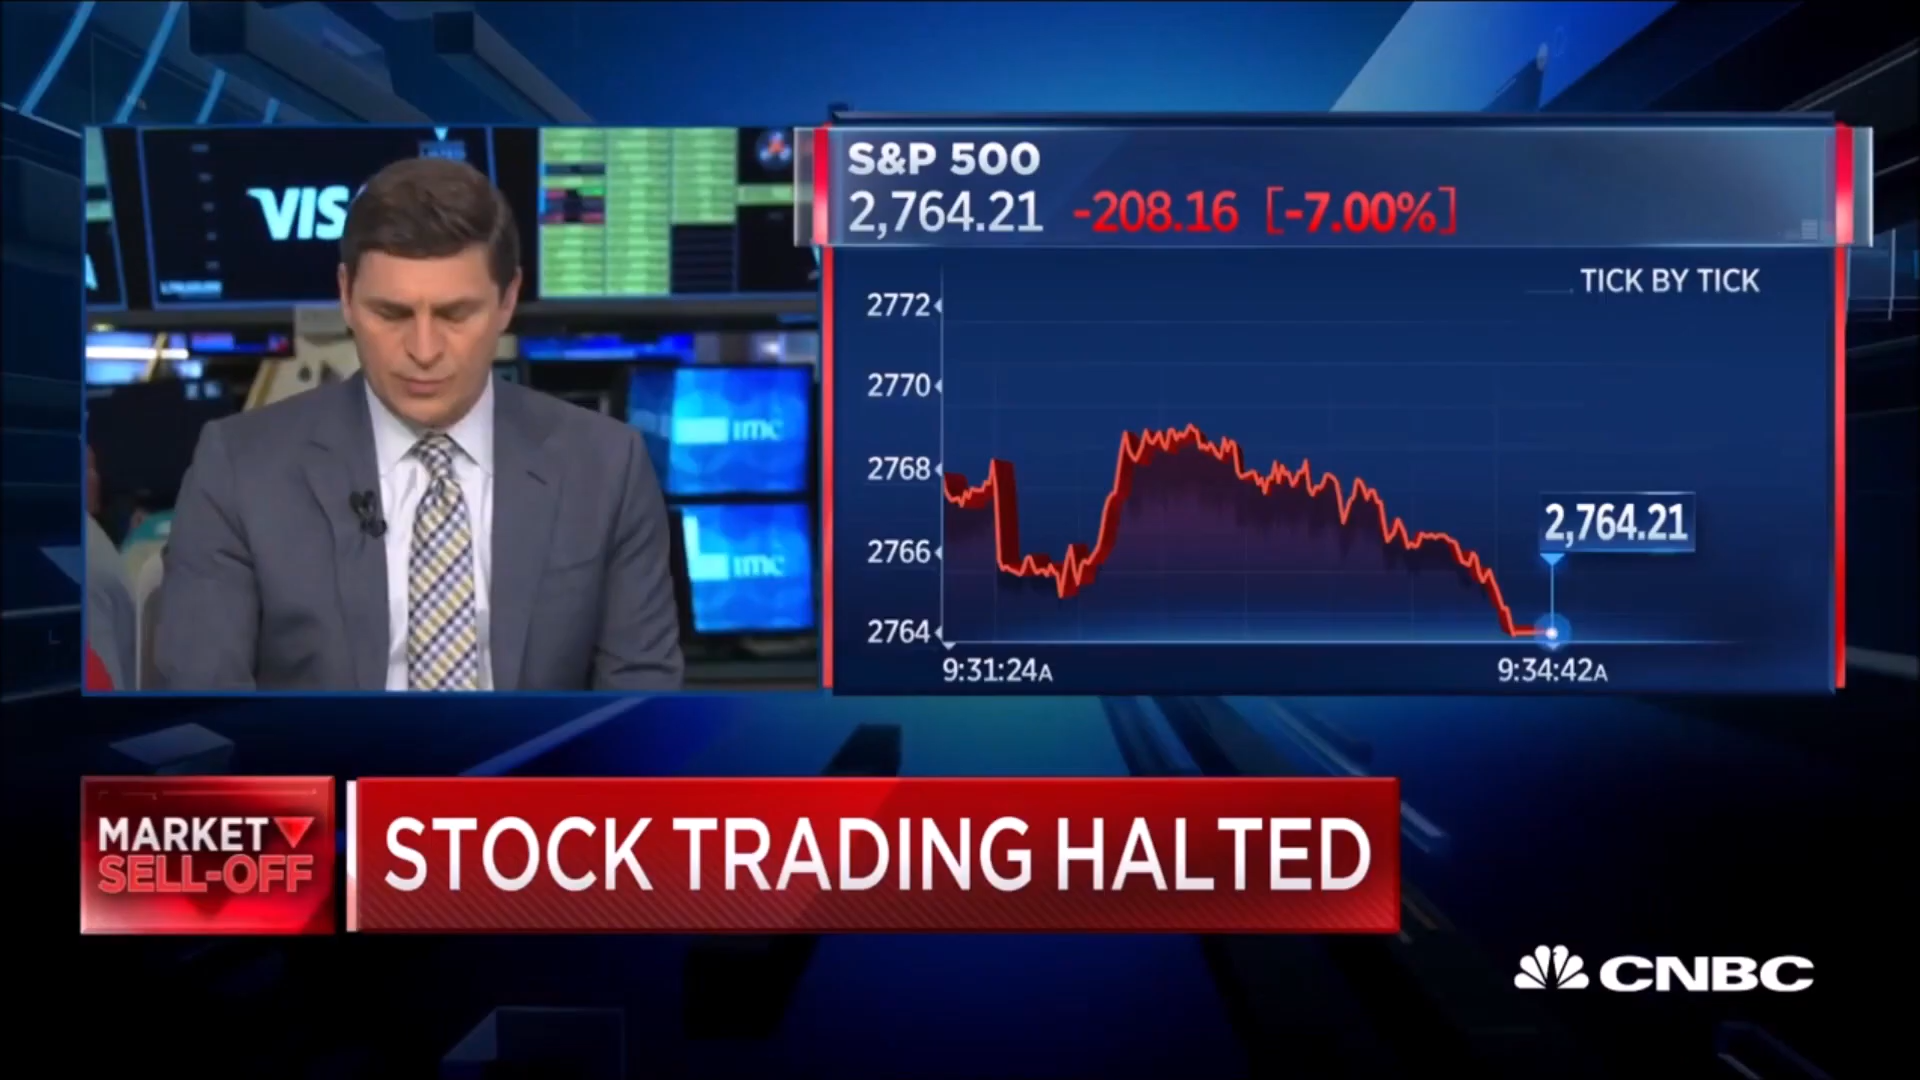 VIS
imc
imc
S&P 500
2,764.21 -208.16 [-7.00%]
TICK BY TICK
2772
2770
2768
2766
2764
2,764.21
9:31:24A
9:34:42A
MARKET
SELL-OFF
STOCK TRADING HALTED
CNBC